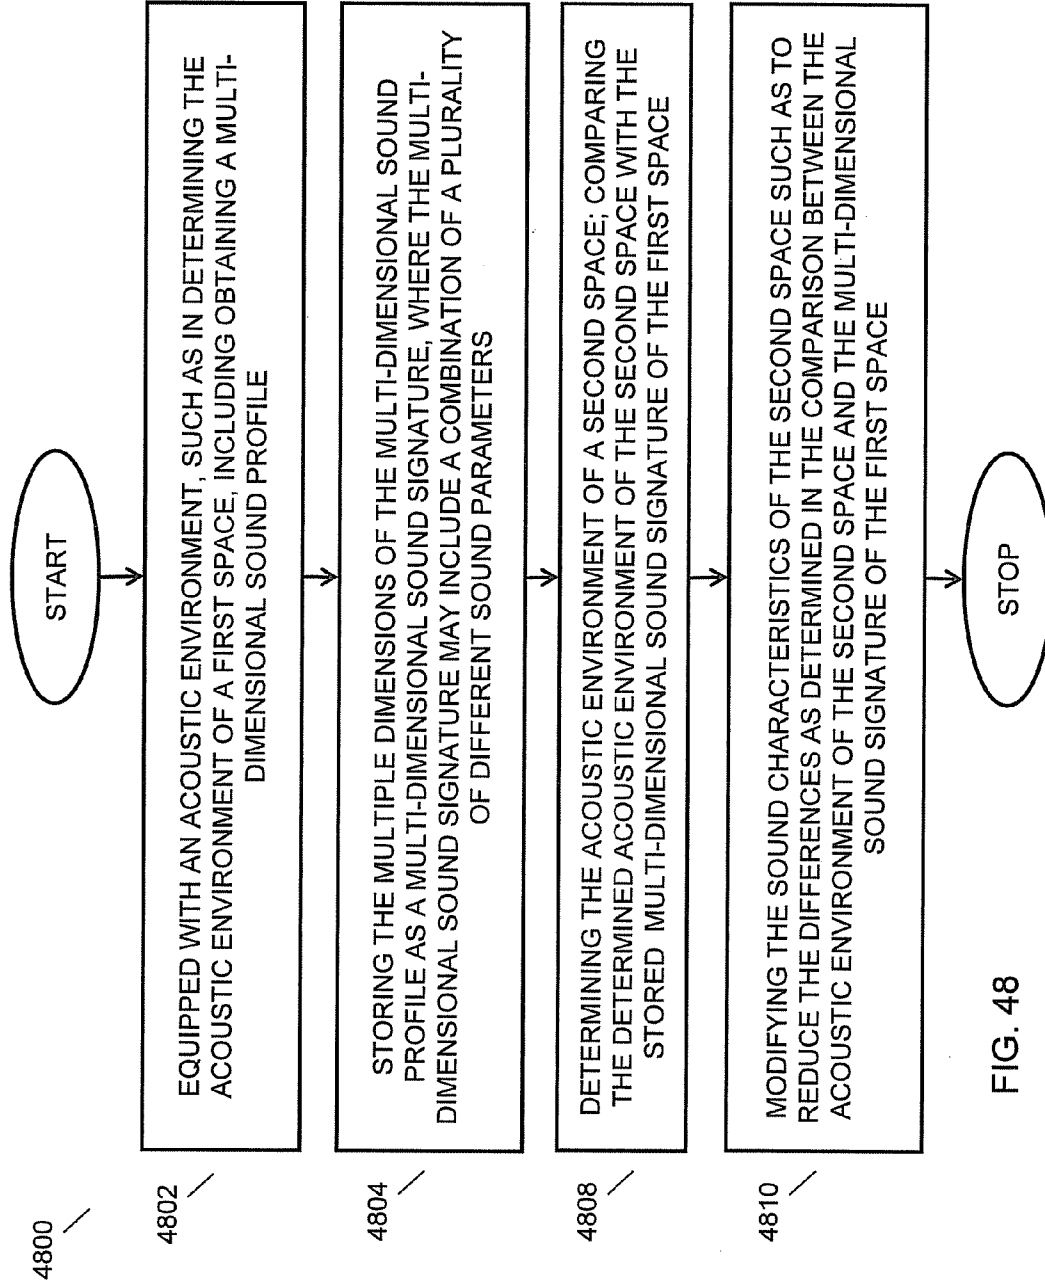 4800
START
4802
EQUIPPED WITH AN ACOUSTIC ENVIRONMENT, SUCH AS IN DETERMINING THE
ACOUSTIC ENVIRONMENT OF A FIRST SPACE, INCLUDING OBTAINING A MULTI-
DIMENSIONAL SOUND PROFILE
4804
STORING THE MULTIPLE DIMENSIONS OF THE MULTI-DIMENSIONAL SOUND
PROFILE AS A MULTI-DIMENSIONAL SOUND SIGNATURE, WHERE THE MULTI-
DIMENSIONAL SOUND SIGNATURE MAY INCLUDE A COMBINATION OF A PLURALITY
OF DIFFERENT SOUND PARAMETERS
4808
DETERMINING THE ACOUSTIC ENVIRONMENT OF A SECOND SPACE; COMPARING
THE DETERMINED ACOUSTIC ENVIRONMENT OF THE SECOND SPACE WITH THE
STORED MULTI-DIMENSIONAL SOUND SIGNATURE OF THE FIRST SPACE
4810
MODIFYING THE SOUND CHARACTERISTICS OF THE SECOND SPACE SUCH AS TO
REDUCE THE DIFFERENCES AS DETERMINED IN THE COMPARISON BETWEEN THE
ACOUSTIC ENVIRONMENT OF THE SECOND SPACE AND THE MULTI-DIMENSIONAL
SOUND SIGNATURE OF THE FIRST SPACE
STOP
FIG. 48